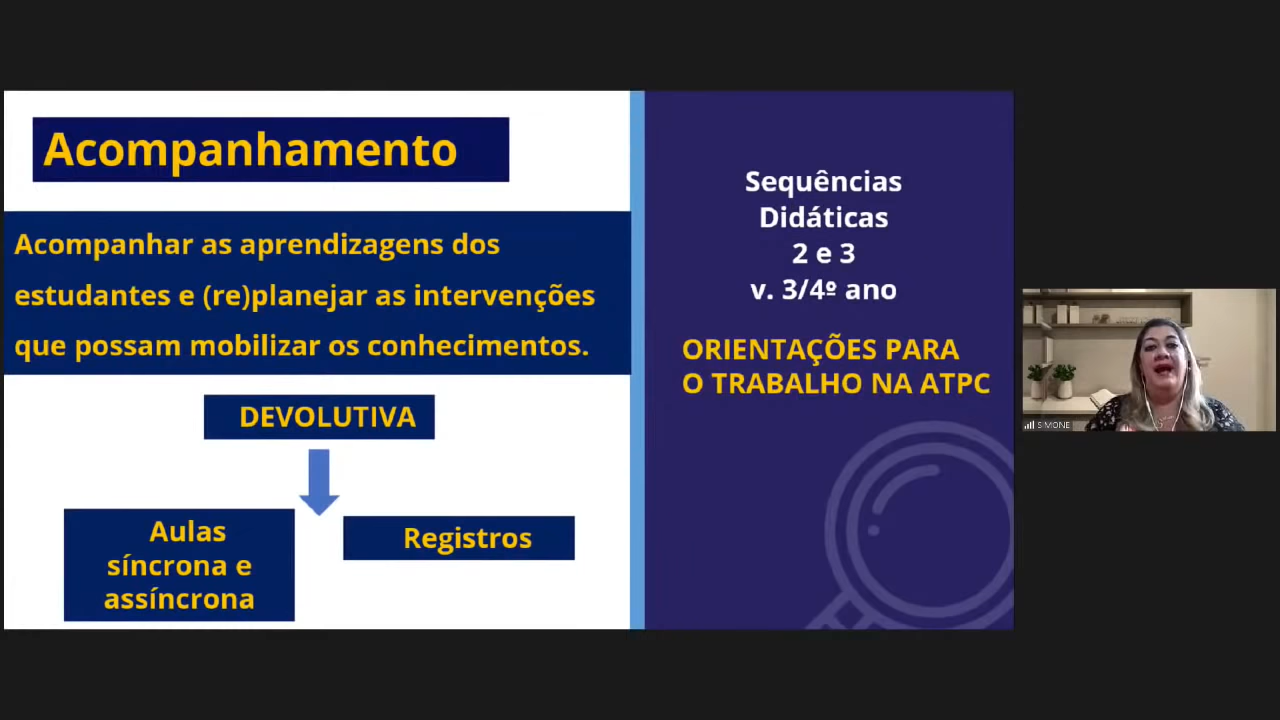 Acompanhamento
Acompanhar as aprendizagens dos
estudantes e (re)planejar as intervenções
que possam mobilizar os conhecimentos.
DEVOLUTIVA
Aulas
síncrona e
assíncrona
Registros
Sequências
Didáticas
2 e 3
v. 3/4º ano
ORIENTAÇÕES PARA
O TRABALHO NA ATPC
SIMONE